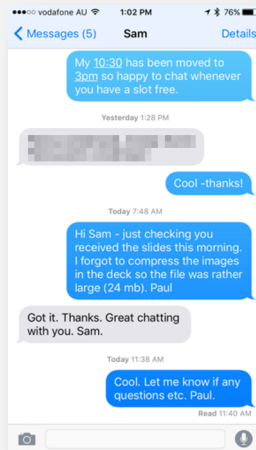 vodafone AU 1:02 PM 76%
Messages (5) Sam Details
My 10:30 has been moved to
3pm so happy to chat whenever
you have a slot free.
Yesterday 1:28 PM
Cool -thanks!
Today 7:48 AM
Hi Sam - just checking you
received the slides this morning.
I forgot to compress the images
in the deck so the file was rather
large (24 mb). Paul
Got it. Thanks. Great chatting
with you. Sam.
Today 11:38 AM
Cool. Let me know if any
questions etc. Paul.
Read 11:40 AM